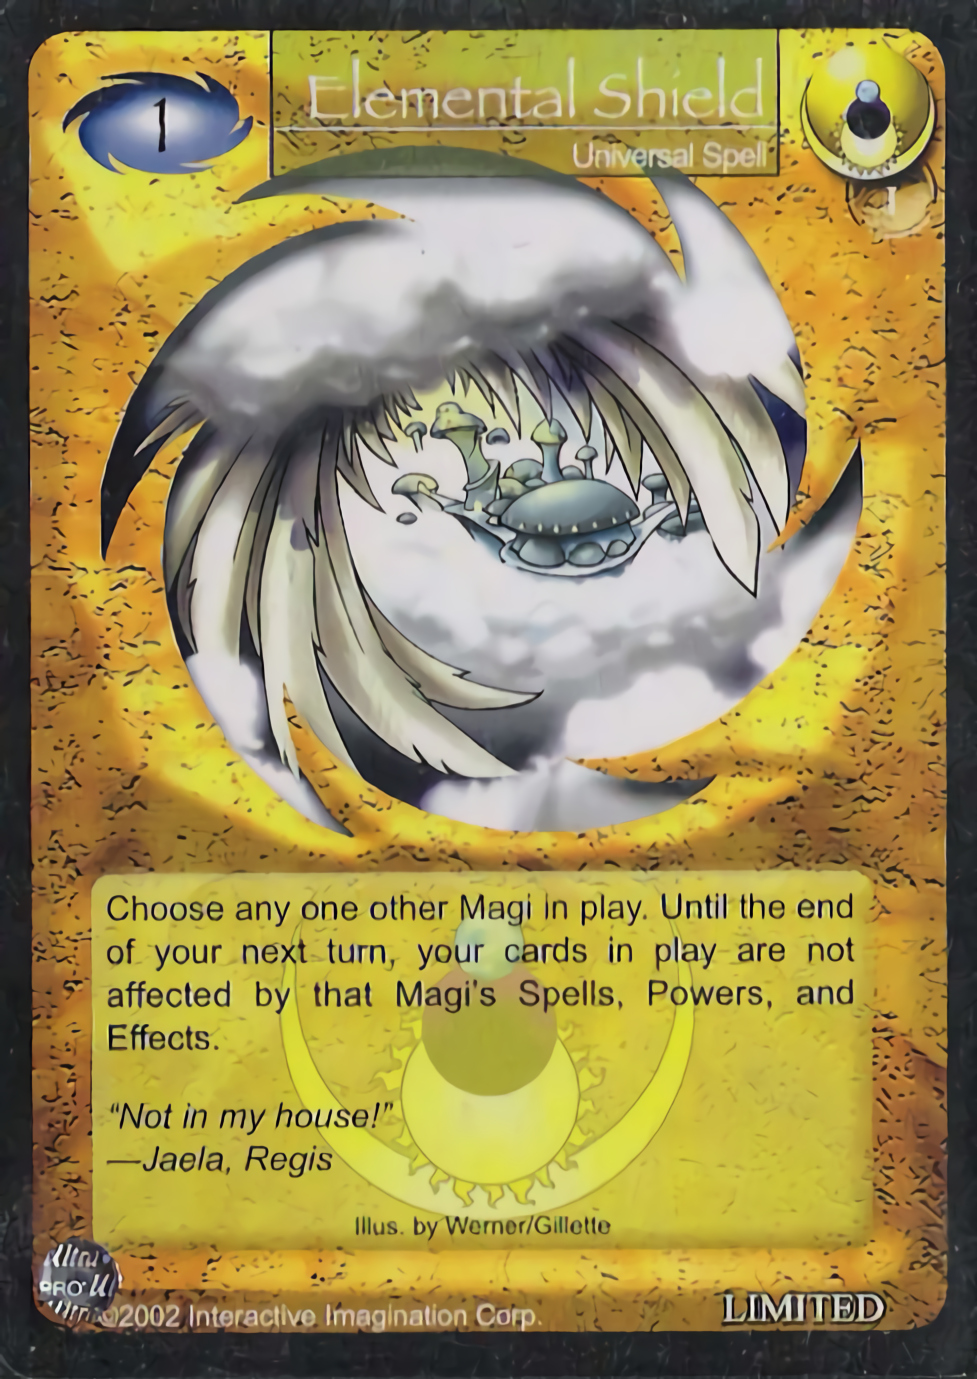 1
Elemental Shield
Universal Spell
1
Choose any one other Magi in play. Until the end
of your next turn, your cards in play are not
affected by that Magi's Spells, Powers, and
Effects.
“Not in my house!”
—Jaela, Regis
Illus. by Werner/Gillette
Ultra
PRO
©2002 Interactive Imagination Corp.
LIMITED